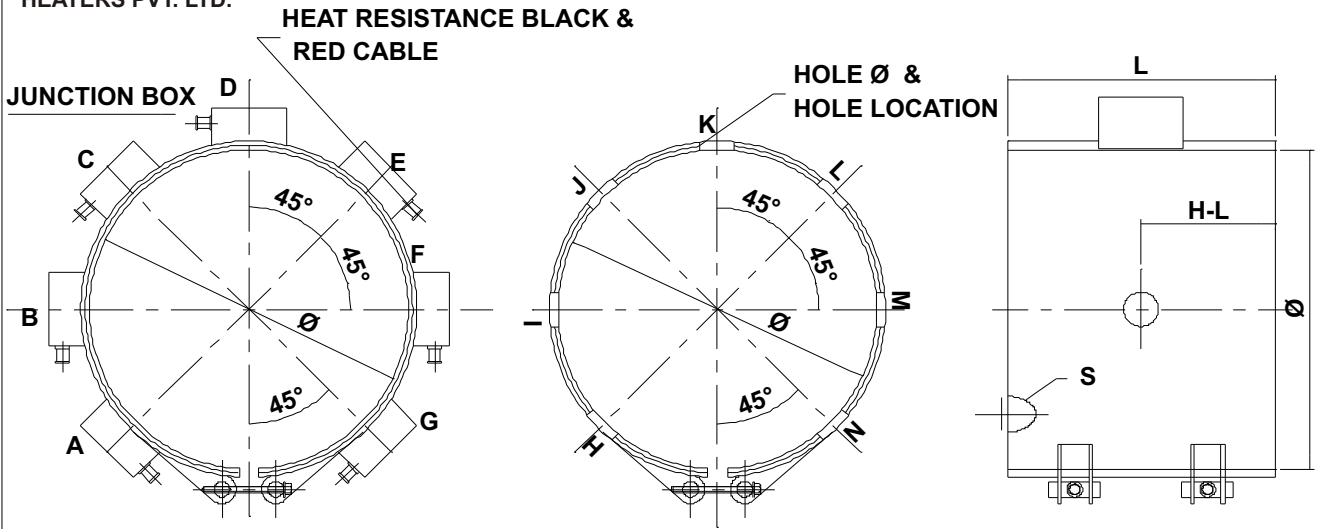 HEATERS PVT. LTD.
HEAT RESISTANCE BLACK &
RED CABLE
JUNCTION BOX
D
C
E
45°
45°
F
B
Ø
45°
A
G
HOLE Ø &
HOLE LOCATION
K
J
L
45°
45°
I
M
Ø
45°
H
N
L
H-L
Ø
S